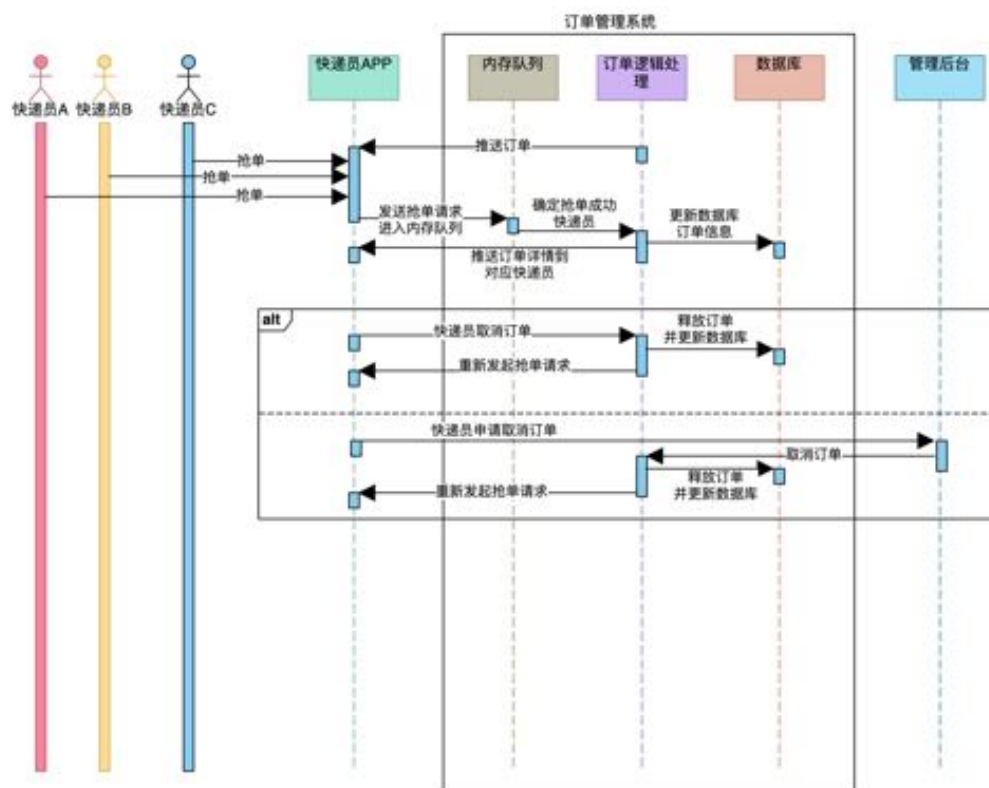 订单管理系统
快递员A
快递员B
快递员C
快递员APP
内存队列
订单逻辑处
理
数据库
管理后台
推送订单
抢单
抢单
抢单
发送抢单请求
进入内存队列
确定抢单成功
快递员
更新数据库
订单信息
推送订单详情到
对应快递员
alt
快递员取消订单
释放订单
并更新数据库
重新发起抢单请求
快递员申请取消订单
取消订单
释放订单
并更新数据库
重新发起抢单请求